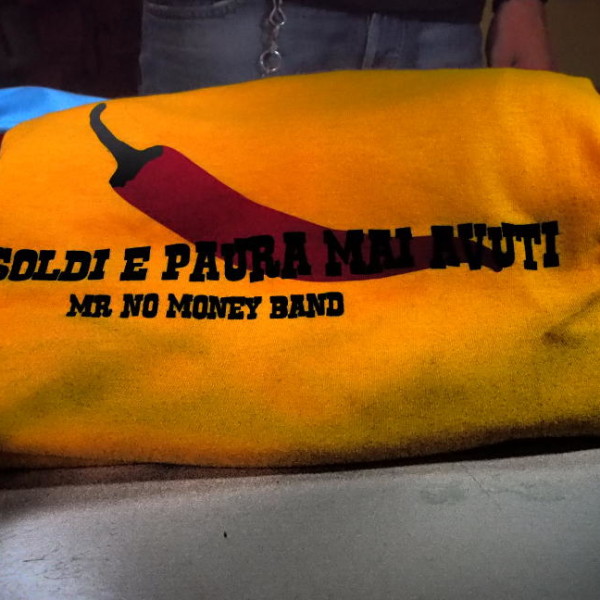 SOLDI E PAURA MAI AVUTI
MR NO MONEY BAND